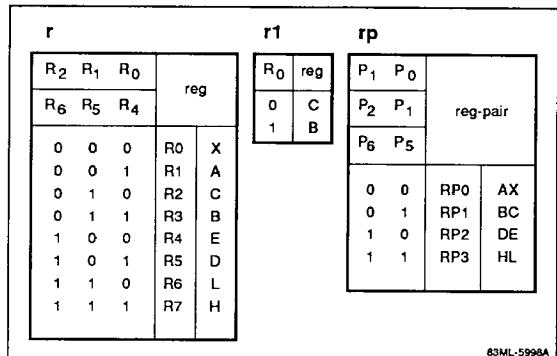 r r1 rp
R2 R1 R0 reg R0 reg P1 P0 reg-pair
R6 R5 R4 0 C P2 P1
1 B P6 P5
0 0 0 R0 X 0 0 RP0 AX
0 0 1 R1 A 0 1 RP1 BC
0 1 0 R2 C 1 0 RP2 DE
0 1 1 R3 B 1 1 RP3 HL
1 0 0 R4 E
1 0 1 R5 D
1 1 0 R6 L
1 1 1 R7 H
83ML-5998A